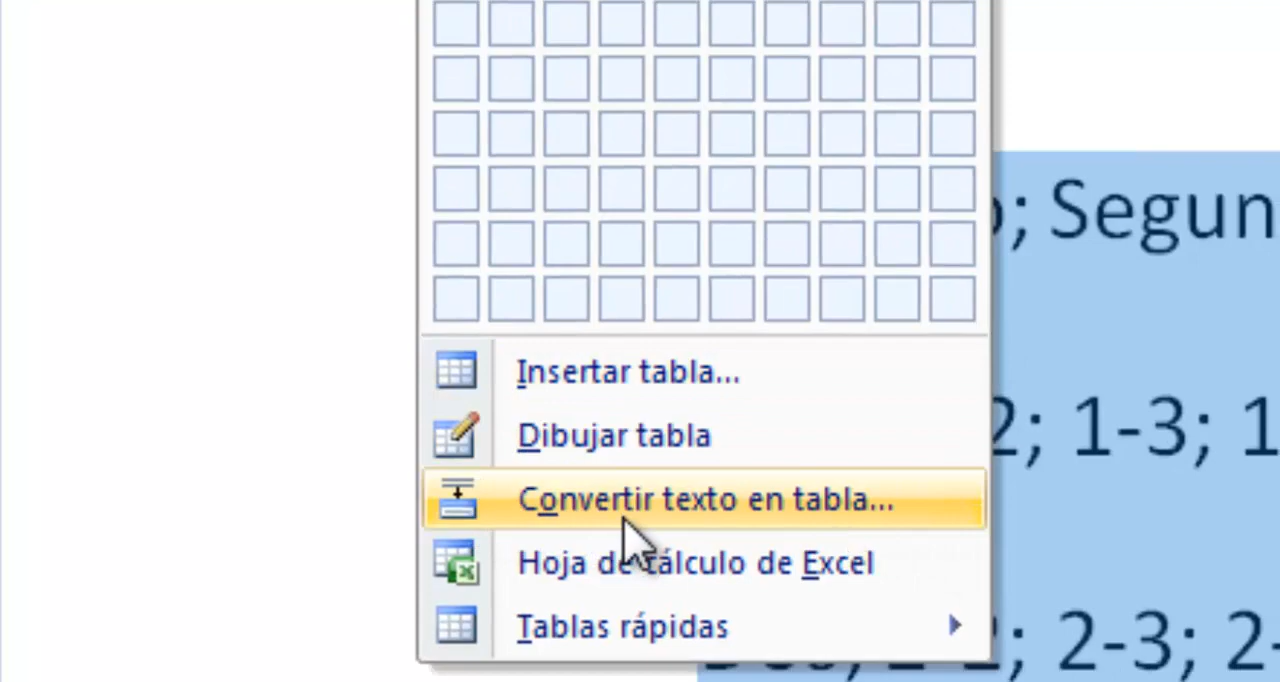 ; Segun
Insertar tabla...
2; 1-3; 1
Dibujar tabla
Convertir texto en tabla...
Hoja de cálculo de Excel
Tablas rápidas
; 2-3; 2-